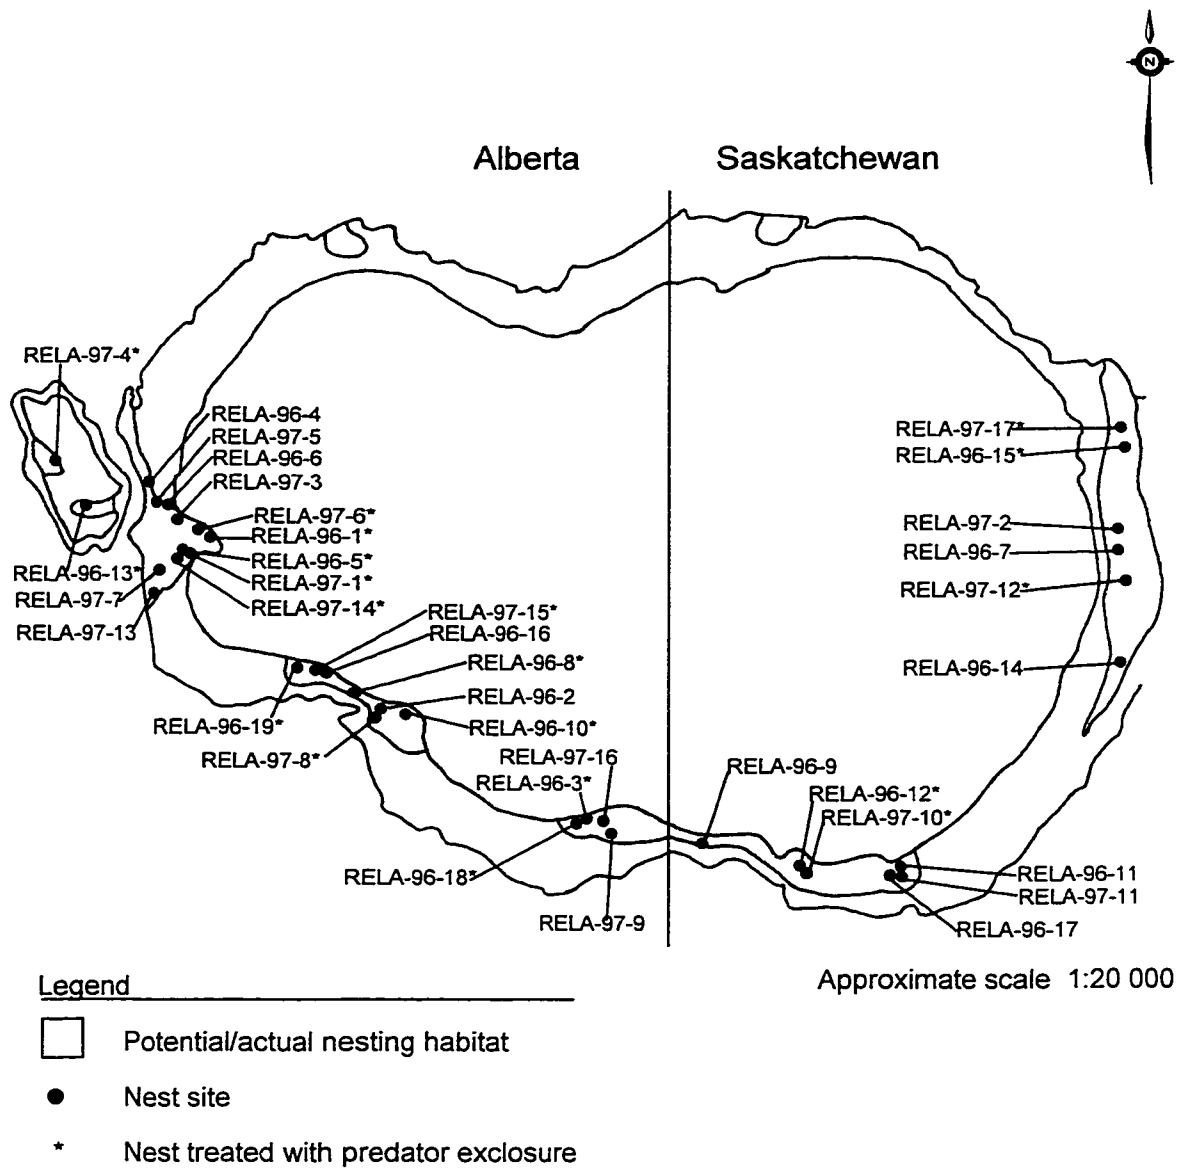 N
Alberta
Saskatchewan
RELA-97-4*
RELA-96-4
RELA-97-5
RELA-96-6
RELA-97-3
RELA-97-6*
RELA-96-1*
RELA-96-5*
RELA-97-1*
RELA-97-14*
RELA-96-13*
RELA-97-7
RELA-97-13
RELA-97-15*
RELA-96-16
RELA-96-8*
RELA-96-2
RELA-96-10*
RELA-96-19*
RELA-97-8*
RELA-97-16
RELA-96-3*
RELA-96-18*
RELA-97-9
RELA-97-17*
RELA-96-15*
RELA-97-2
RELA-96-7
RELA-97-12*
RELA-96-14
RELA-96-9
RELA-96-12*
RELA-97-10*
RELA-96-11
RELA-97-11
RELA-96-17
Approximate scale 1:20 000
Legend
Potential/actual nesting habitat
Nest site
* Nest treated with predator exclosure